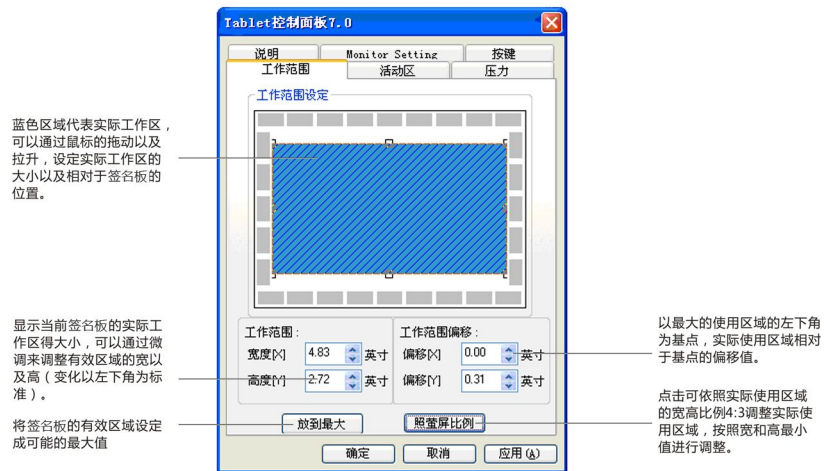 Tablet控制面板7.0
说明
Monitor Setting
按键
工作范围
活动区
压力
工作范围设定
蓝色区域代表实际工作区，
可以通过鼠标的拖动以及
拉升，设定实际工作区的
大小以及相对于签名板的
位置。
显示当前签名板的实际工
作区得大小，可以通过微
调来调整有效区域的宽以
及高（变化以左下角为标
准）。
将签名板的有效区域设定
成可能的最大值
工作范围:
宽度[X] 4.83 英寸
高度[Y] 2.72 英寸
工作范围偏移:
偏移[X] 0.00 英寸
偏移[Y] 0.31 英寸
放到最大
照萤屏比例
确定
取消
应用(A)
以最大的使用区域的左下角
为基点，实际使用区域相对
于基点的偏移值。
点击可依照实际使用区域
的宽高比例4:3调整实际使
用区域，按照宽和高最小
值进行调整。